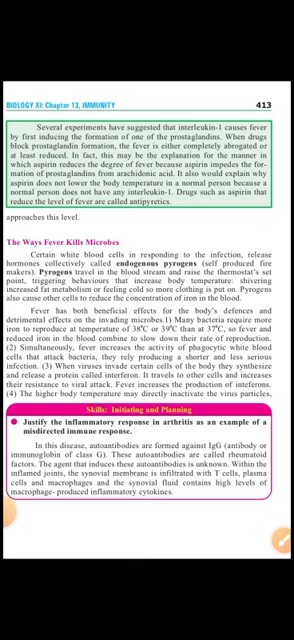 BIOLOGY XI: Chapter 13, IMMUNITY 413
Several experiments have suggested that interleukin-1 causes fever
by first inducing the formation of one of the prostaglandins. When drugs
block prostaglandin formation, the fever is either completely abrogated or
at least reduced. In fact, this may be the explanation for the manner in
which aspirin reduces the degree of fever because aspirin impedes the for-
mation of prostaglandins from arachidonic acid. It also would explain why
aspirin does not lower the body temperature in a normal person because a
normal person does not have any interleukin-1. Drugs such as aspirin that
reduce the level of fever are called antipyretics.
approaches this level.
The Ways Fever Kills Microbes
Certain white blood cells in responding to the infection, release
hormones collectively called endogenous pyrogens (self produced fire
makers). Pyrogens travel in the blood stream and raise the thermostat's set
point, triggering behaviours that increase body temperature: shivering
increased fat metabolism or feeling cold so more clothing is put on. Pyrogens
also cause other cells to reduce the concentration of iron in the blood.
Fever has both beneficial effects for the body's defences and
detrimental effects on the invading microbes.1) Many bacteria require more
iron to reproduce at temperature of 38⁰C or 39⁰C than at 37⁰C, so fever and
reduced iron in the blood combine to slow down their rate of reproduction.
(2) Simultaneously, fever increases the activity of phagocytic white blood
cells that attack bacteria, they rely producing a shorter and less serious
infection. (3) When viruses invade certain cells of the body they synthesize
and release a protein called interferon. It travels to other cells and increases
their resistance to viral attack. Fever increases the production of interferons.
(4) The higher body temperature may directly inactivate the virus particles,
Skills: Initiating and Planning
Justify the inflammatory response in arthritis as an example of a
misdirected immune response.
In this disease, autoantibodies are formed against IgG (antibody or
immunoglobin of class G). These autoantibodies are called rheumatoid
factors. The agent that induces these autoantibodies is unknown. Within the
inflamed joints, the synovial membrane is infiltrated with T cells, plasma
cells and macrophages and the synovial fluid contains high levels of
macrophage- produced inflammatory cytokines.